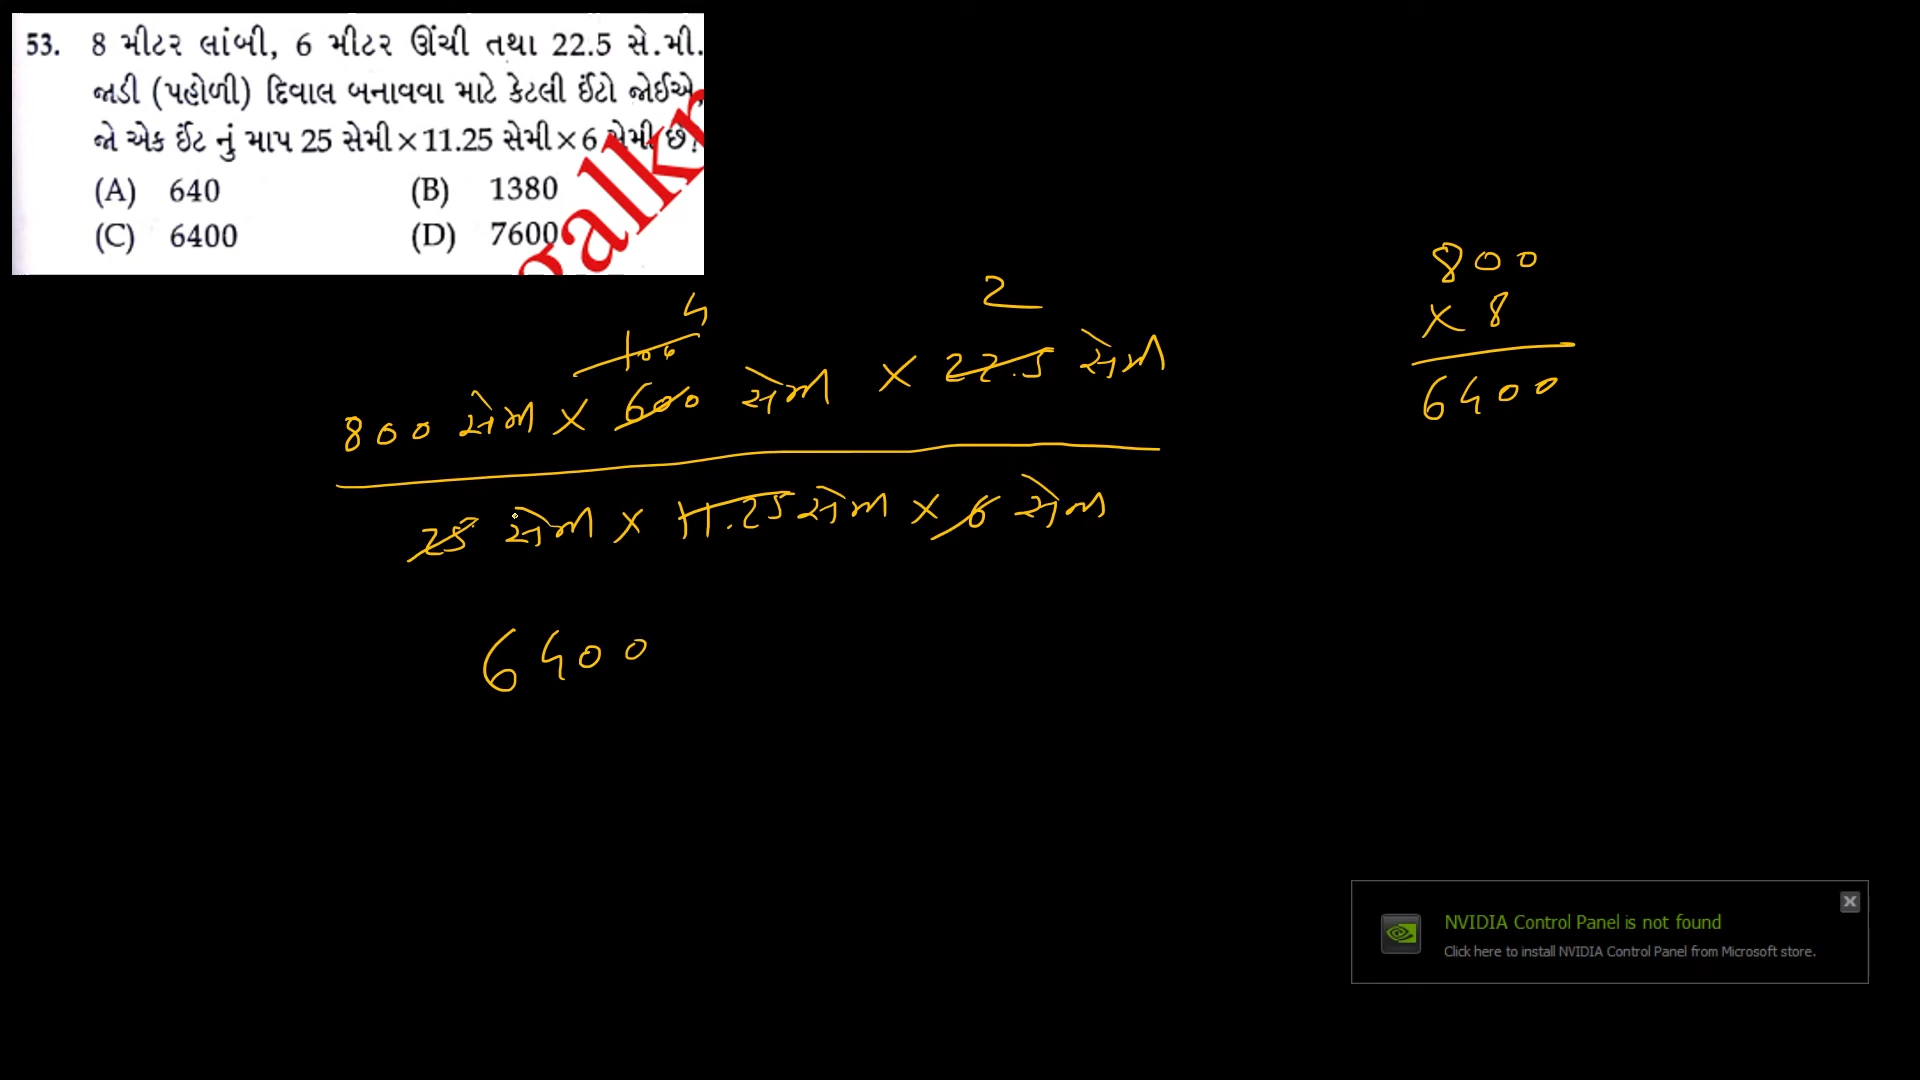 53. 8 મીટર લાંબી, 6 મીટર ઊંચી તથા 22.5 સે.મી.
જાડી (પહોળી) દિવાલ બનાવવા માટે કેટલી ઈંટો જોઈએ,
જો એક ઈંટ નું માપ 25 સેમી×11.25 સેમી×6 સેમી છે?
(A) 640 (B) 1380
(C) 6400 (D) 7600
4
100
2
800 સેમી × 600 સેમી × 22.5 સેમી
25 સેમી × 11.25 સેમી × 6 સેમી
6400
800
× 8
6400
NVIDIA Control Panel is not found
Click here to install NVIDIA Control Panel from Microsoft store.